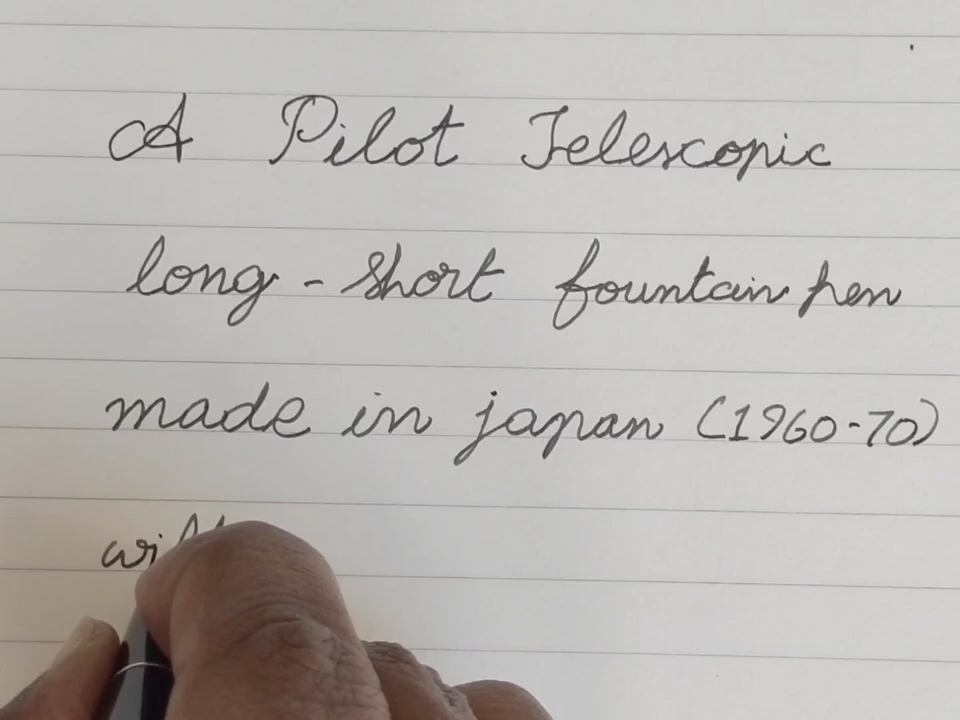 A Pilot Telescopic
long-short fountain pen
made in japan (1960-70)